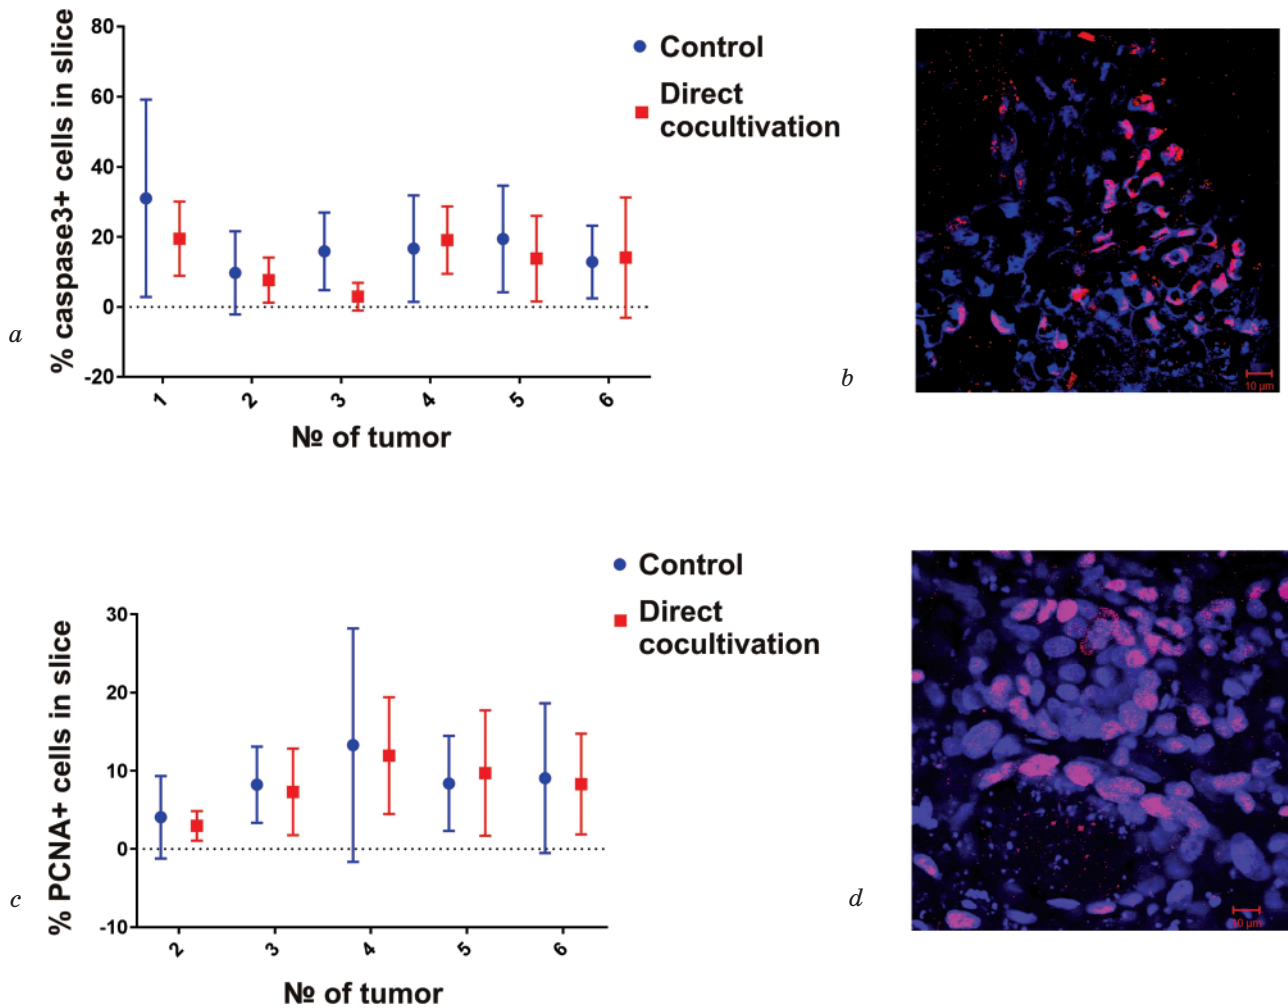 a
% caspase3+ cells in slice
80
60
40
20
0
-20
1
2
3
4
5
6
№ of tumor
Control
Direct
cocultivation
b
10 µm
c
% PCNA+ cells in slice
30
20
10
0
-10
2
3
4
5
6
№ of tumor
Control
Direct
cocultivation
d
10 µm